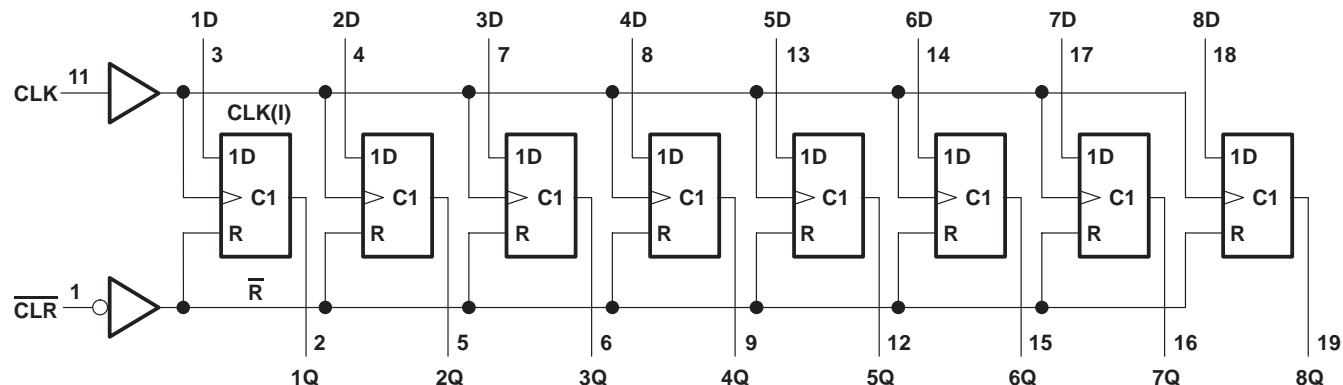 1D 2D 3D 4D 5D 6D 7D 8D
3 4 7 8 13 14 17 18
CLK 11
CLK(I)
1D 1D 1D 1D 1D 1D 1D 1D
C1 C1 C1 C1 C1 C1 C1 C1
R R R R R R R R
C̅L̅R̅ 1 R̅
2 5 6 9 12 15 16 19
1Q 2Q 3Q 4Q 5Q 6Q 7Q 8Q